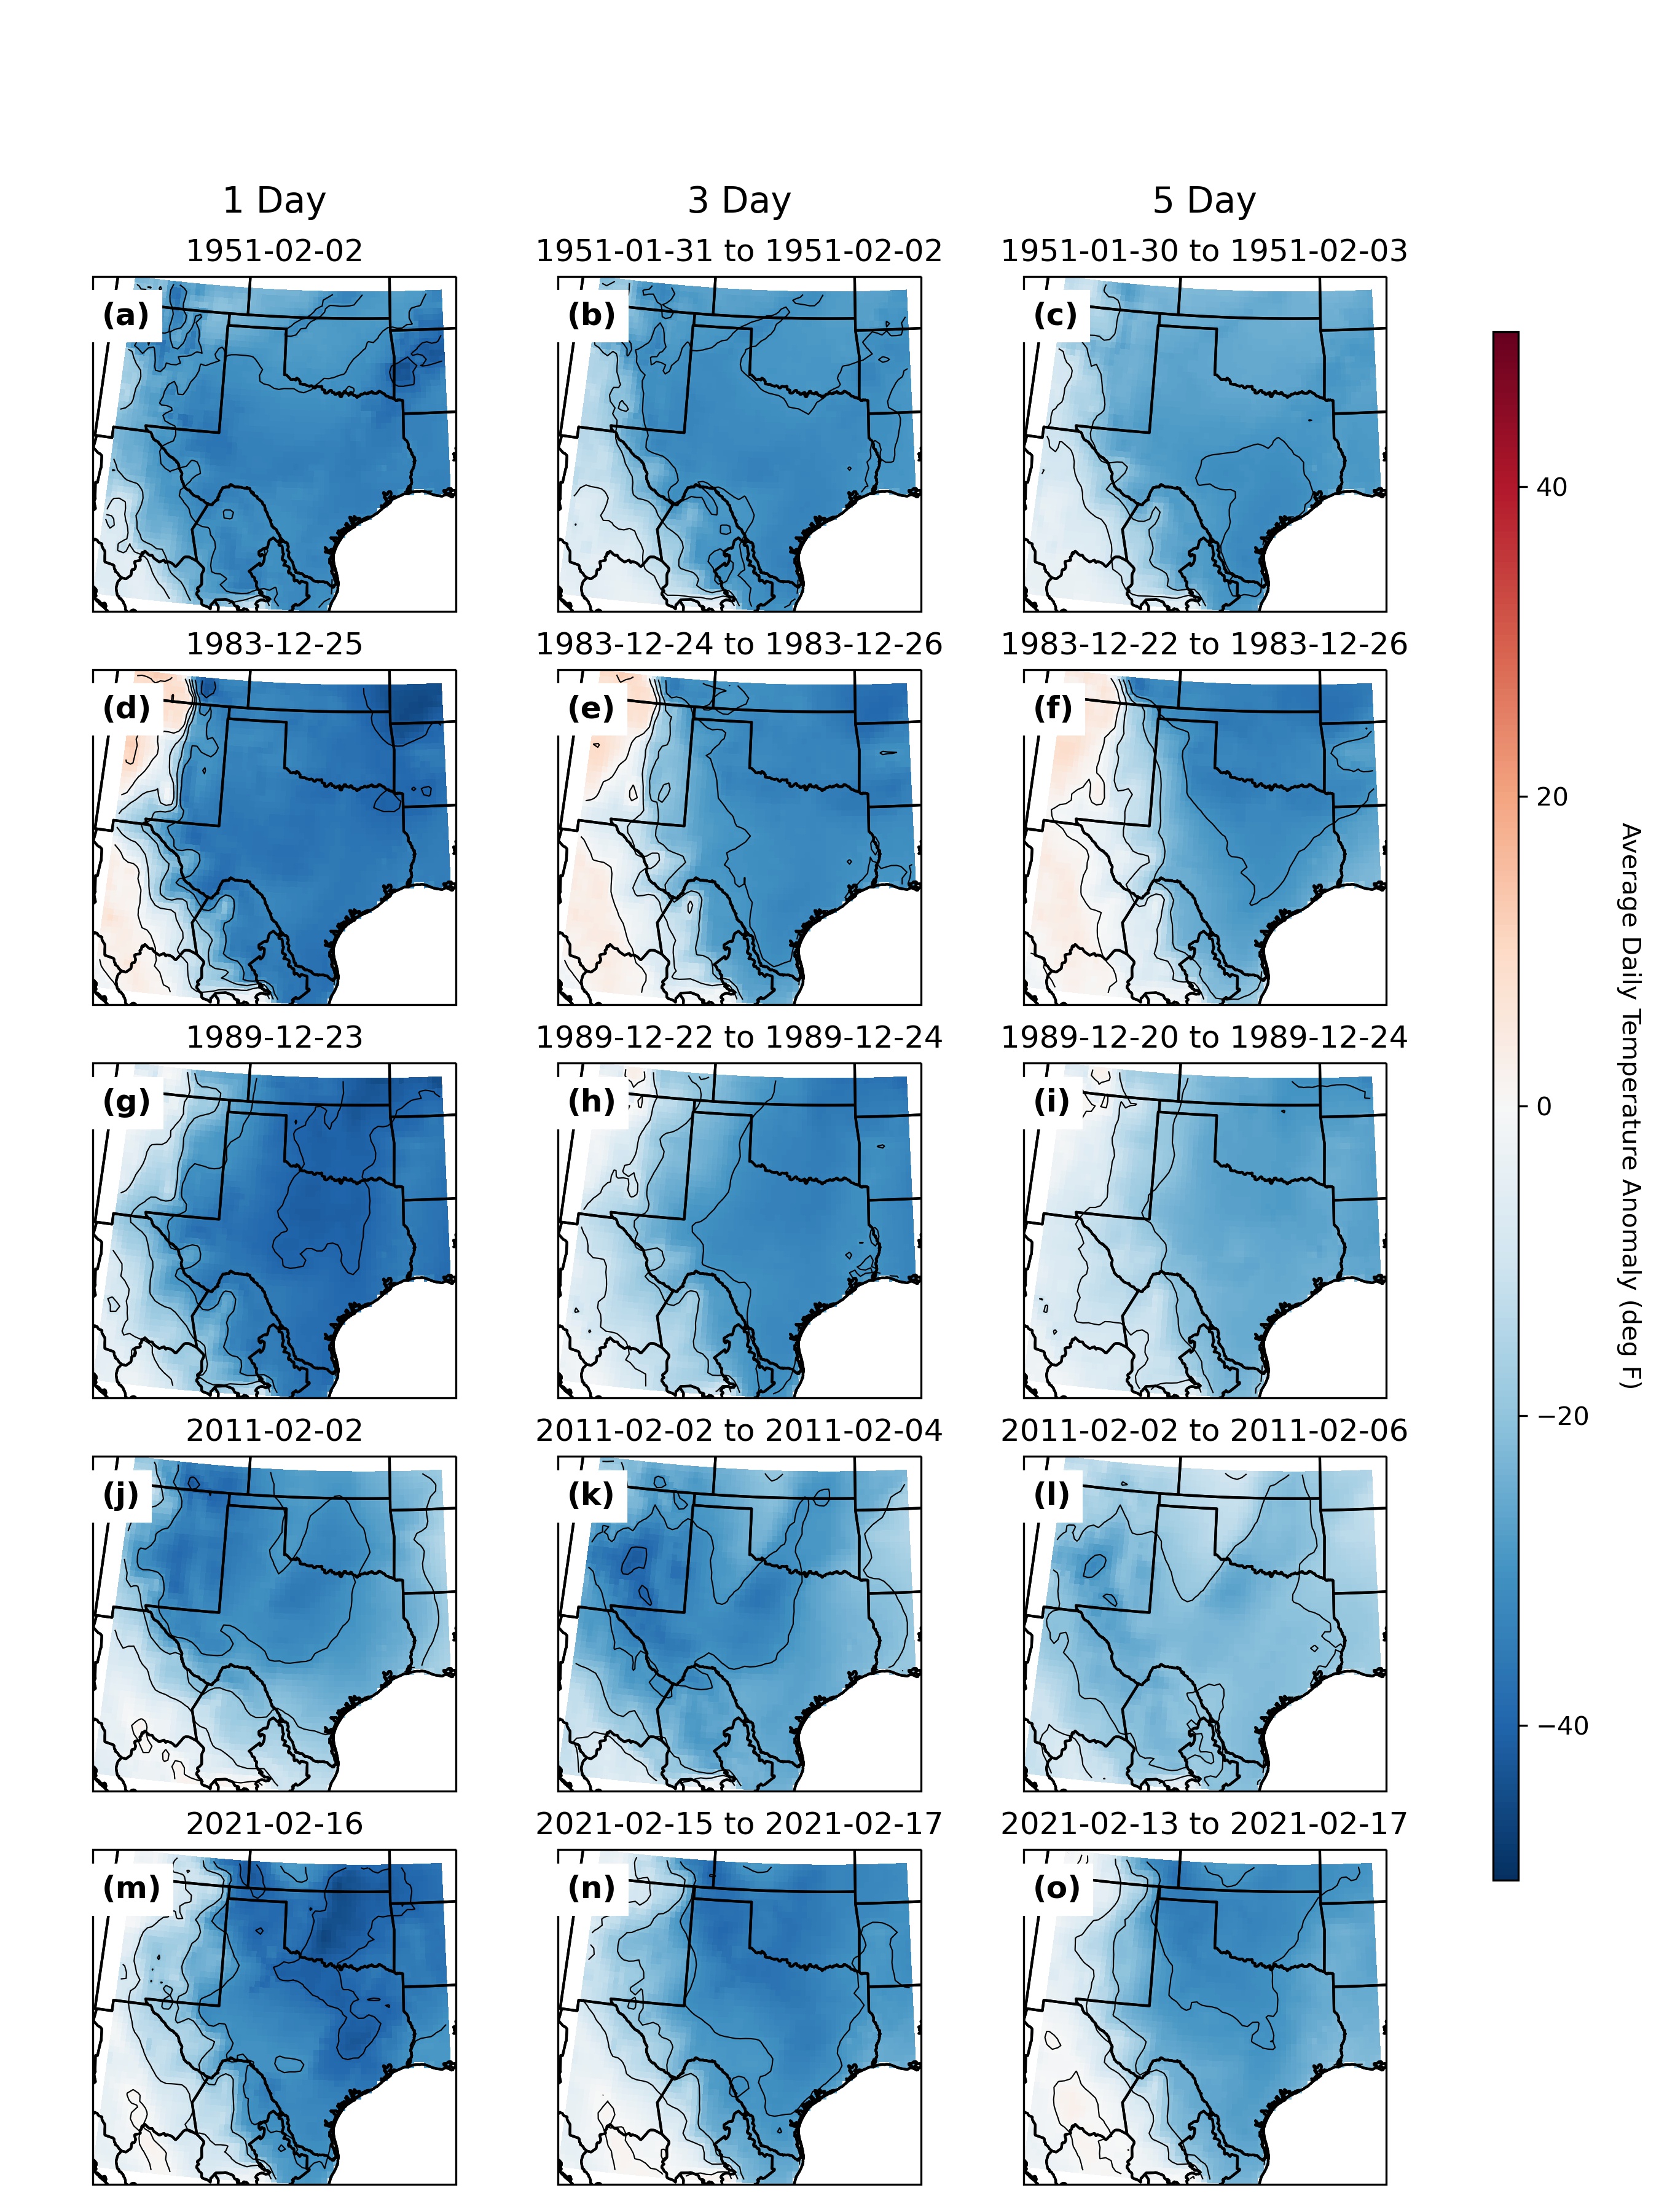 1 Day
3 Day
5 Day
1951-02-02
1951-01-31 to 1951-02-02
1951-01-30 to 1951-02-03
(a)
(b)
(c)
1983-12-25
1983-12-24 to 1983-12-26
1983-12-22 to 1983-12-26
(d)
(e)
(f)
1989-12-23
1989-12-22 to 1989-12-24
1989-12-20 to 1989-12-24
(g)
(h)
(i)
2011-02-02
2011-02-02 to 2011-02-04
2011-02-02 to 2011-02-06
(j)
(k)
(l)
2021-02-16
2021-02-15 to 2021-02-17
2021-02-13 to 2021-02-17
(m)
(n)
(o)
40
20
0
−20
−40
Average Daily Temperature Anomaly (deg F)